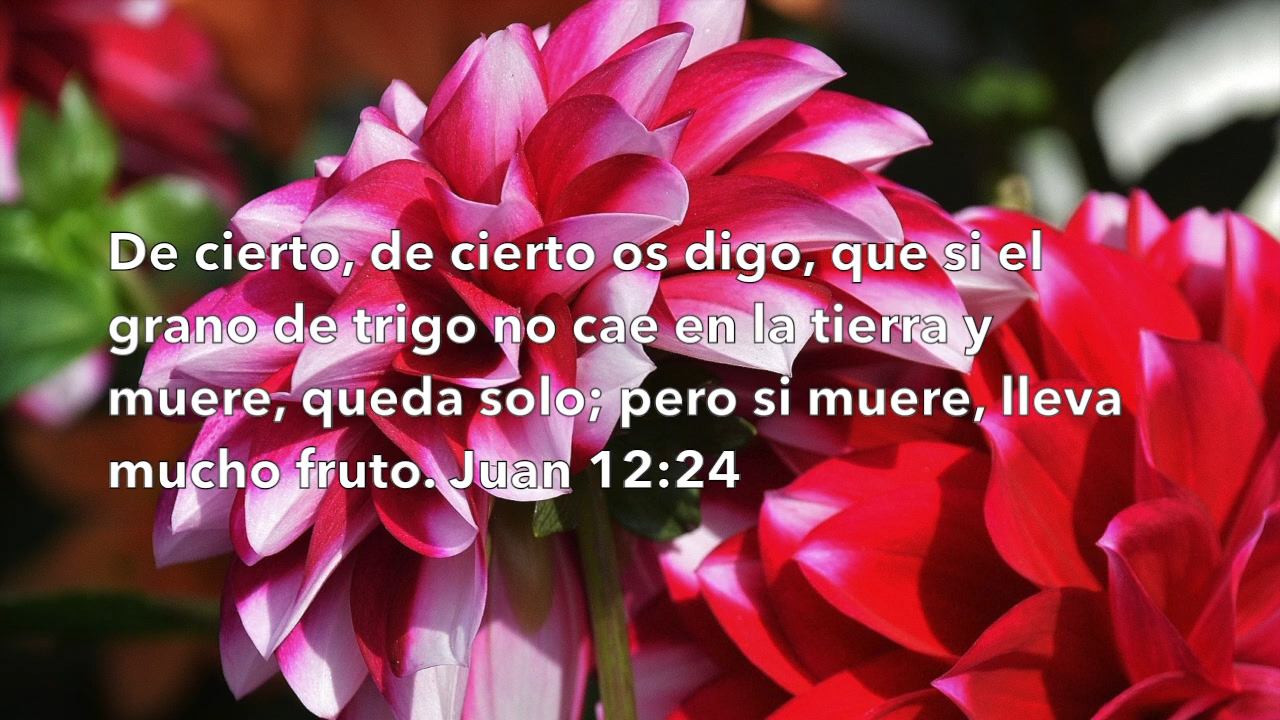 De cierto, de cierto os digo, que si el
grano de trigo no cae en la tierra y
muere, queda solo; pero si muere, lleva
mucho fruto. Juan 12:24